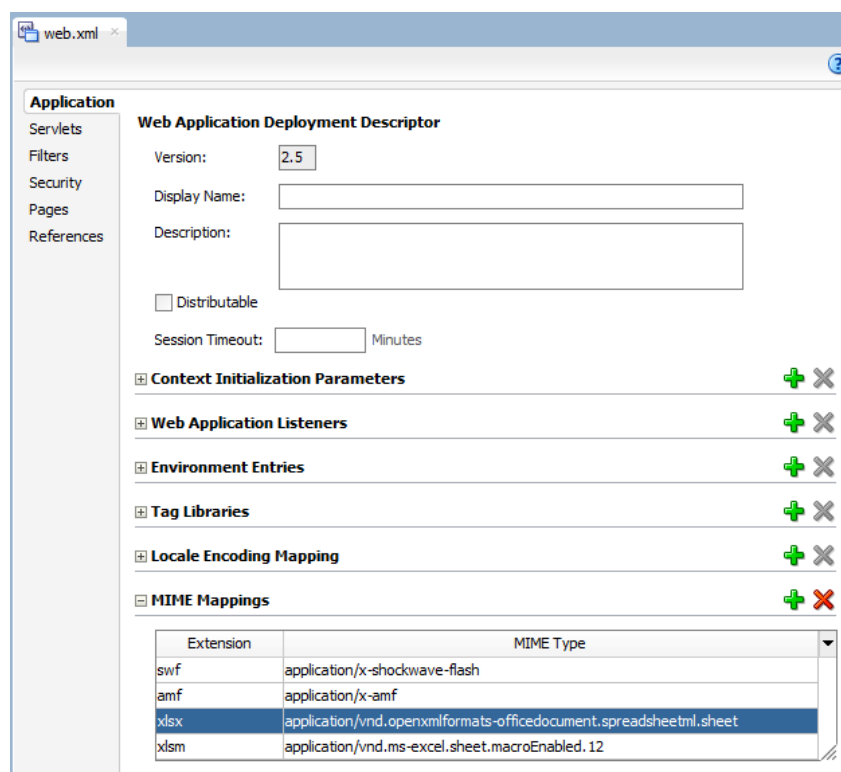 web.xml
Application
Servlets
Filters
Security
Pages
References
Web Application Deployment Descriptor
Version: 2.5
Display Name:
Description:
Distributable
Session Timeout: Minutes
Context Initialization Parameters
Web Application Listeners
Environment Entries
Tag Libraries
Locale Encoding Mapping
MIME Mappings
Extension MIME Type
swf application/x-shockwave-flash
amf application/x-amf
xlsx application/vnd.openxmlformats-officedocument.spreadsheetml.sheet
xlsm application/vnd.ms-excel.sheet.macroEnabled.12